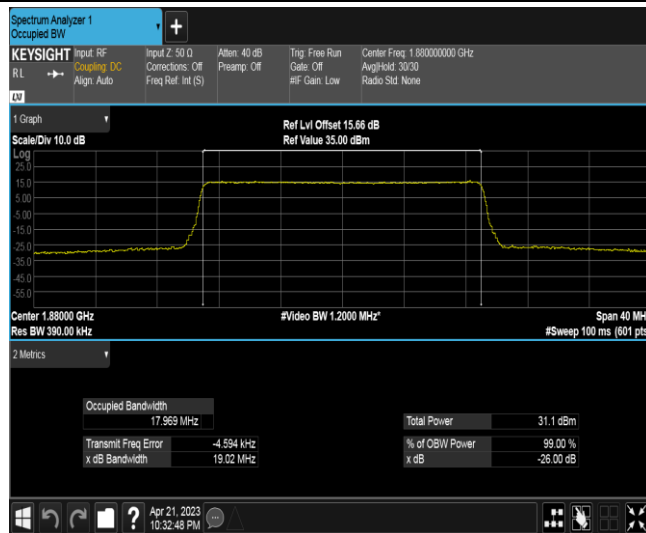 Spectrum Analyzer 1
Occupied BW
+
KEYSIGHT
RL
Input: RF
Coupling: DC
Align: Auto
Input Z: 50 Ω
Corrections: Off
Freq Ref: Int (S)
Atten: 40 dB
Preamp: Off
Trig: Free Run
Gate: Off
#IF Gain: Low
Center Freq: 1.880000000 GHz
Avg|Hold: 30/30
Radio Std: None
LXI
1 Graph
Scale/Div 10.0 dB
Ref Lvl Offset 15.66 dB
Ref Value 35.00 dBm
Log
25.0
15.0
5.00
-5.00
-15.0
-25.0
-35.0
-45.0
-55.0
Center 1.88000 GHz
#Video BW 1.2000 MHz*
Span 40 MH
Res BW 390.00 kHz
#Sweep 100 ms (601 pts
2 Metrics
Occupied Bandwidth
17.969 MHz
Total Power 31.1 dBm
Transmit Freq Error -4.594 kHz
% of OBW Power 99.00 %
x dB Bandwidth 19.02 MHz
x dB -26.00 dB
?
Apr 21, 2023
10:32:48 PM